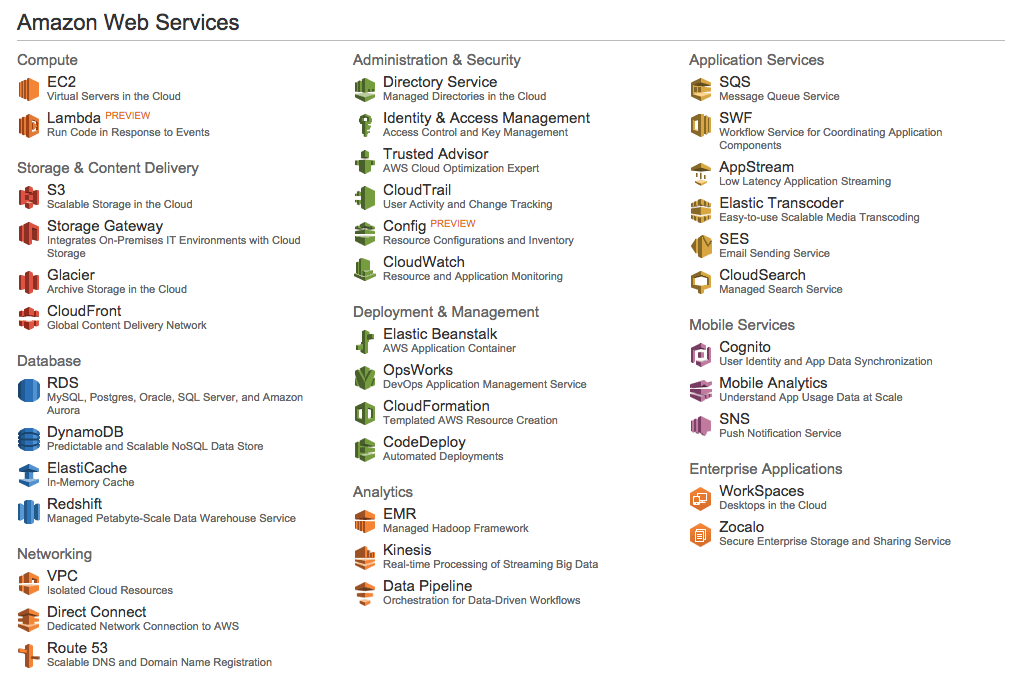 Amazon Web Services
Compute
EC2
Virtual Servers in the Cloud
Lambda PREVIEW
Run Code in Response to Events
Storage & Content Delivery
S3
Scalable Storage in the Cloud
Storage Gateway
Integrates On-Premises IT Environments with Cloud
Storage
Glacier
Archive Storage in the Cloud
CloudFront
Global Content Delivery Network
Database
RDS
MySQL, Postgres, Oracle, SQL Server, and Amazon
Aurora
DynamoDB
Predictable and Scalable NoSQL Data Store
ElastiCache
In-Memory Cache
Redshift
Managed Petabyte-Scale Data Warehouse Service
Networking
VPC
Isolated Cloud Resources
Direct Connect
Dedicated Network Connection to AWS
Route 53
Scalable DNS and Domain Name Registration
Administration & Security
Directory Service
Managed Directories in the Cloud
Identity & Access Management
Access Control and Key Management
Trusted Advisor
AWS Cloud Optimization Expert
CloudTrail
User Activity and Change Tracking
Config PREVIEW
Resource Configurations and Inventory
CloudWatch
Resource and Application Monitoring
Deployment & Management
Elastic Beanstalk
AWS Application Container
OpsWorks
DevOps Application Management Service
CloudFormation
Templated AWS Resource Creation
CodeDeploy
Automated Deployments
Analytics
EMR
Managed Hadoop Framework
Kinesis
Real-time Processing of Streaming Big Data
Data Pipeline
Orchestration for Data-Driven Workflows
Application Services
SQS
Message Queue Service
SWF
Workflow Service for Coordinating Application
Components
AppStream
Low Latency Application Streaming
Elastic Transcoder
Easy-to-use Scalable Media Transcoding
SES
Email Sending Service
CloudSearch
Managed Search Service
Mobile Services
Cognito
User Identity and App Data Synchronization
Mobile Analytics
Understand App Usage Data at Scale
SNS
Push Notification Service
Enterprise Applications
WorkSpaces
Desktops in the Cloud
Zocalo
Secure Enterprise Storage and Sharing Service